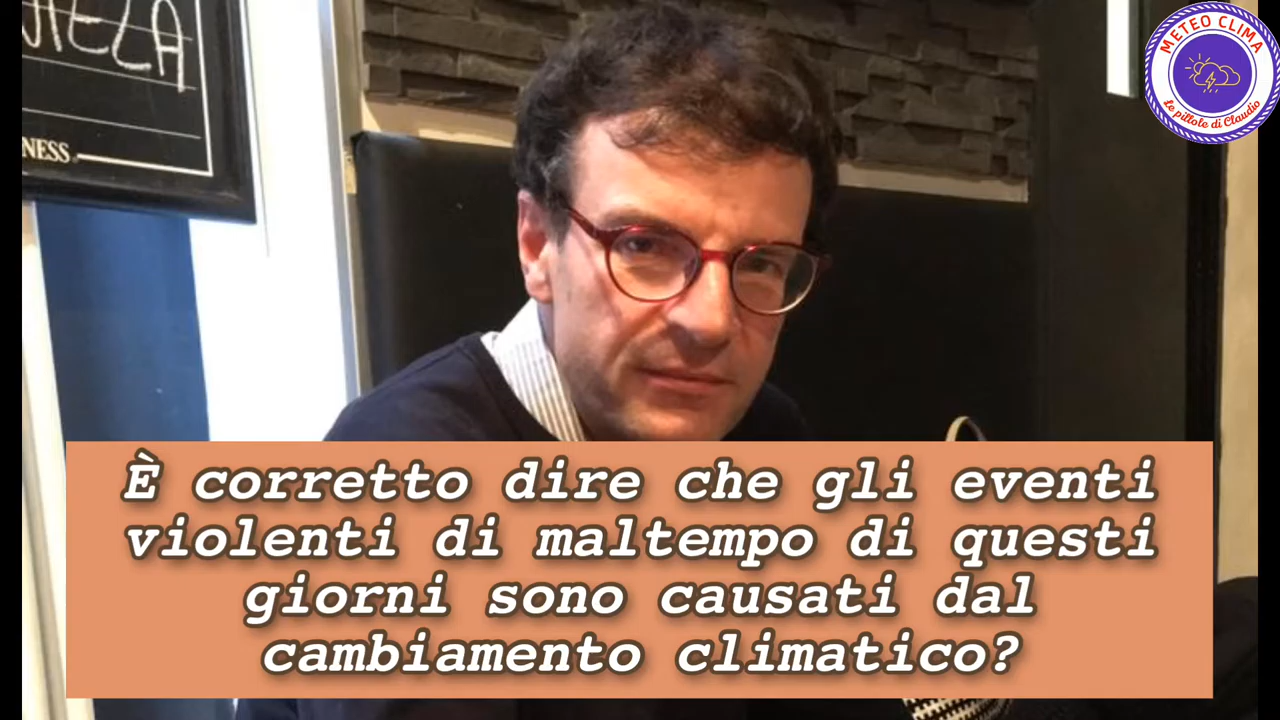 NESS
METEO CLIMA
Le pillole di Claudio
È corretto dire che gli eventi
violenti di maltempo di questi
giorni sono causati dal
cambiamento climatico?